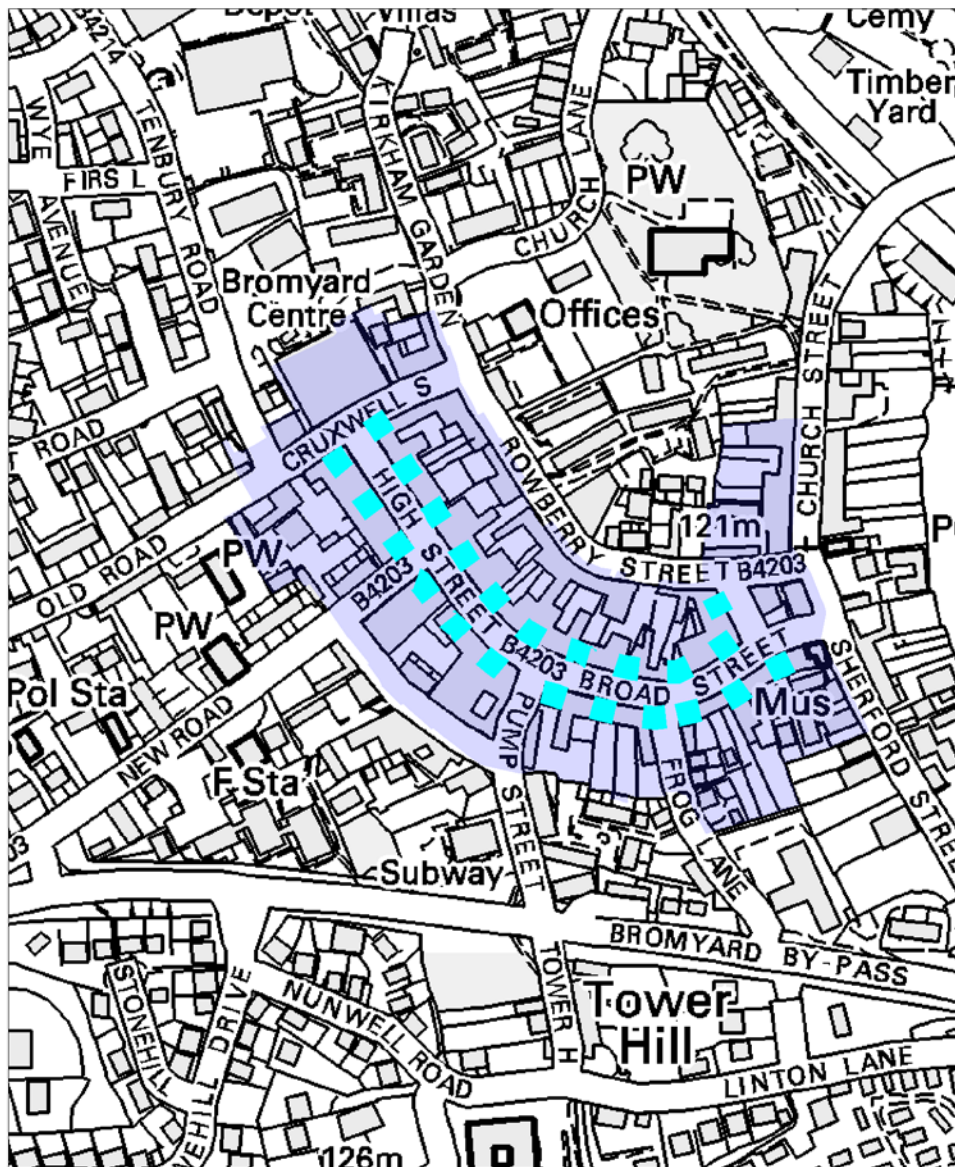 Depot
Villas
Cemy
B4214
Timber
Yard
WYE
AVENUE
TENBURY
ROAD
KIRKHAM GARDEN
CHURCH
LANE
FIRS L
PW
Bromyard
Centre
Offices
CHURCH STREET
ROAD
CRUXWELL S
HIGH
STREET
ROWBERRY
STREET
B4203
121m
OLD ROAD
PW
B4203
PW
B4203
BROAD
STREET
Mus
SHERFORD
STREE
Pol Sta
NEW ROAD
F Sta
PUMP
STREET
FROG LANE
Subway
BROMYARD
BY-PASS
STONEHILL
DRIVE
NUNWELL ROAD
TOWER H
Tower
Hill
LINTON LANE
126m